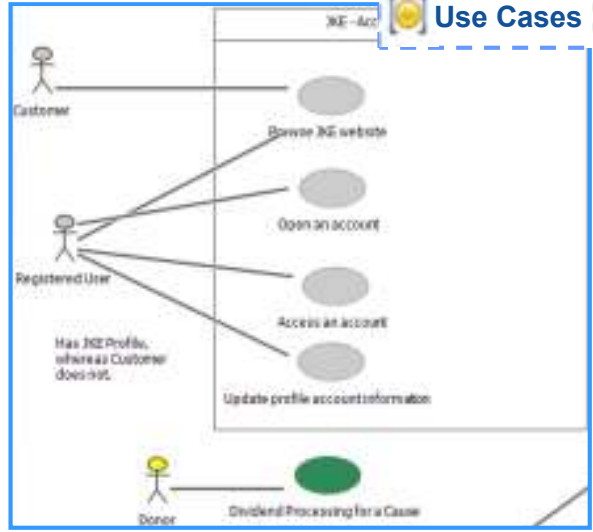 JKE - Acc
Use Cases
Customer
Browse JKE website
Open an account
Registered User
Access an account
Has JKE Profile,
whereas Customer
does not.
Update profile account information
Donor
Dividend Processing for a Cause